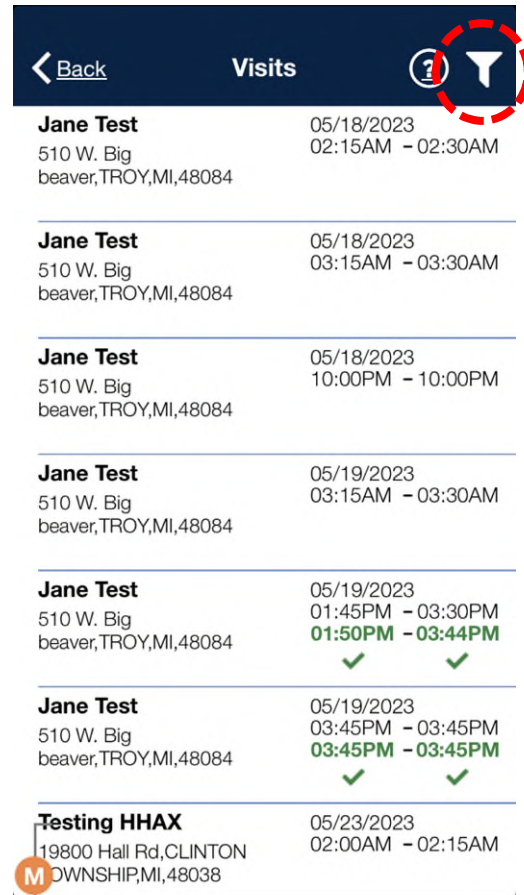 Back
Visits
?
Jane Test
05/18/2023
510 W. Big
02:15AM - 02:30AM
beaver,TROY,MI,48084
Jane Test
05/18/2023
510 W. Big
03:15AM - 03:30AM
beaver,TROY,MI,48084
Jane Test
05/18/2023
510 W. Big
10:00PM - 10:00PM
beaver,TROY,MI,48084
Jane Test
05/19/2023
510 W. Big
03:15AM - 03:30AM
beaver,TROY,MI,48084
Jane Test
05/19/2023
510 W. Big
01:45PM - 03:30PM
beaver,TROY,MI,48084
01:50PM - 03:44PM
Jane Test
05/19/2023
510 W. Big
03:45PM - 03:45PM
beaver,TROY,MI,48084
03:45PM - 03:45PM
Testing HHAX
05/23/2023
19800 Hall Rd,CLINTON
02:00AM - 02:15AM
TOWNSHIP,MI,48038
M